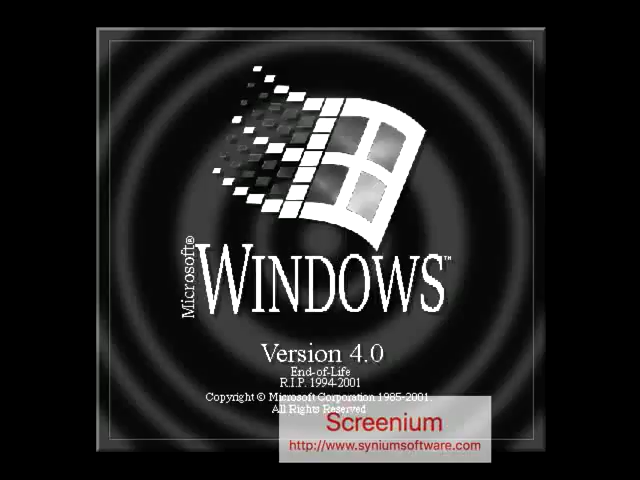 Microsoft®
WINDOWS™
Version 4.0
End-of-Life
R.I.P. 1994-2001
Copyright © Microsoft Corporation 1985-2001.
All Rights Reserved
Screenium
http://www.syniumsoftware.com